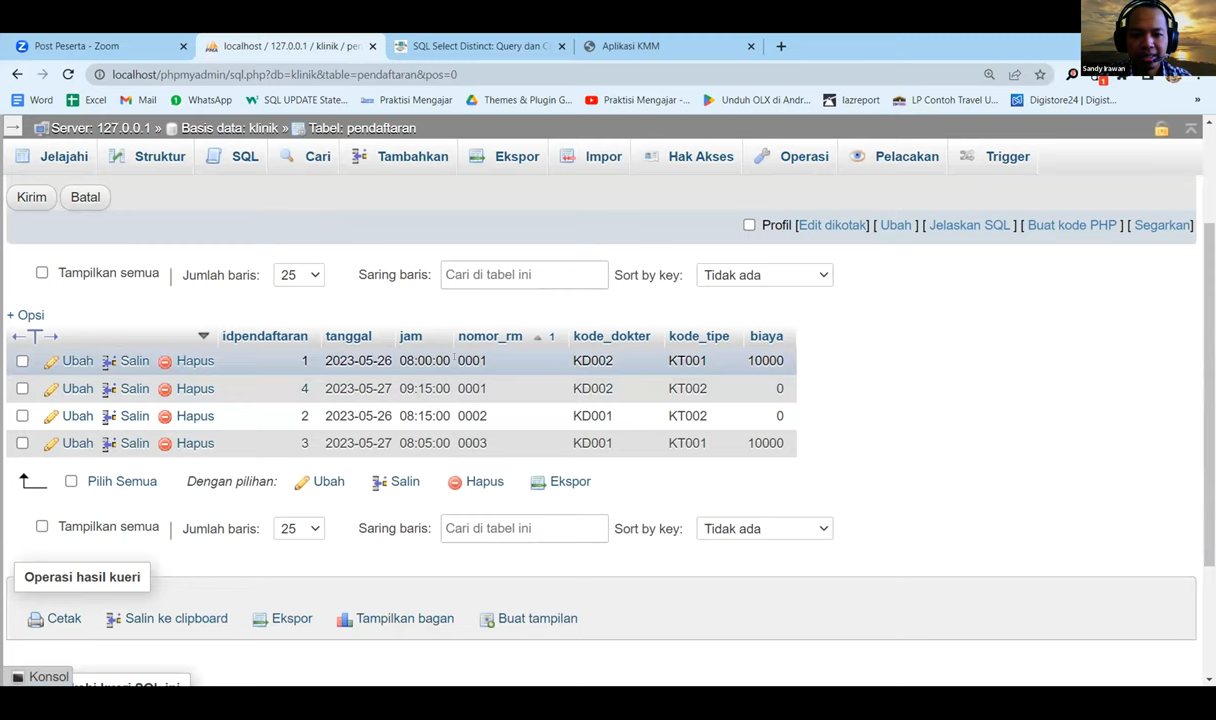 Post Peserta - Zoom
localhost / 127.0.0.1 / klinik / pen
SQL Select Distinct: Query dan C
Aplikasi KMM
Sandy Irawan
localhost/phpmyadmin/sql.php?db=klinik&table=pendaftaran&pos=0
1
Word Excel Mail WhatsApp SQL UPDATE State... Praktisi Mengajar Themes & Plugin G... Praktisi Mengajar -... Unduh OLX di Andr... lazreport LP Contoh Travel U... Digistore24 | Digist... »
Server: 127.0.0.1 » Basis data: klinik » Tabel: pendaftaran
Jelajahi Struktur SQL Cari Tambahkan Ekspor Impor Hak Akses Operasi Pelacakan Trigger
Kirim Batal
Profil [Edit dikotak] [ Ubah ] [ Jelaskan SQL ] [ Buat kode PHP ] [ Segarkan]
Tampilkan semua | Jumlah baris: 25 Saring baris: Cari di tabel ini Sort by key: Tidak ada
+ Opsi
idpendaftaran tanggal jam nomor_rm 1 kode_dokter kode_tipe biaya
Ubah Salin Hapus 1 2023-05-26 08:00:00 0001 KD002 KT001 10000
Ubah Salin Hapus 4 2023-05-27 09:15:00 0001 KD002 KT002 0
Ubah Salin Hapus 2 2023-05-26 08:15:00 0002 KD001 KT002 0
Ubah Salin Hapus 3 2023-05-27 08:05:00 0003 KD001 KT001 10000
Pilih Semua Dengan pilihan: Ubah Salin Hapus Ekspor
Tampilkan semua | Jumlah baris: 25 Saring baris: Cari di tabel ini Sort by key: Tidak ada
Operasi hasil kueri
Cetak Salin ke clipboard Ekspor Tampilkan bagan Buat tampilan
Konsol
kueri SQL ini